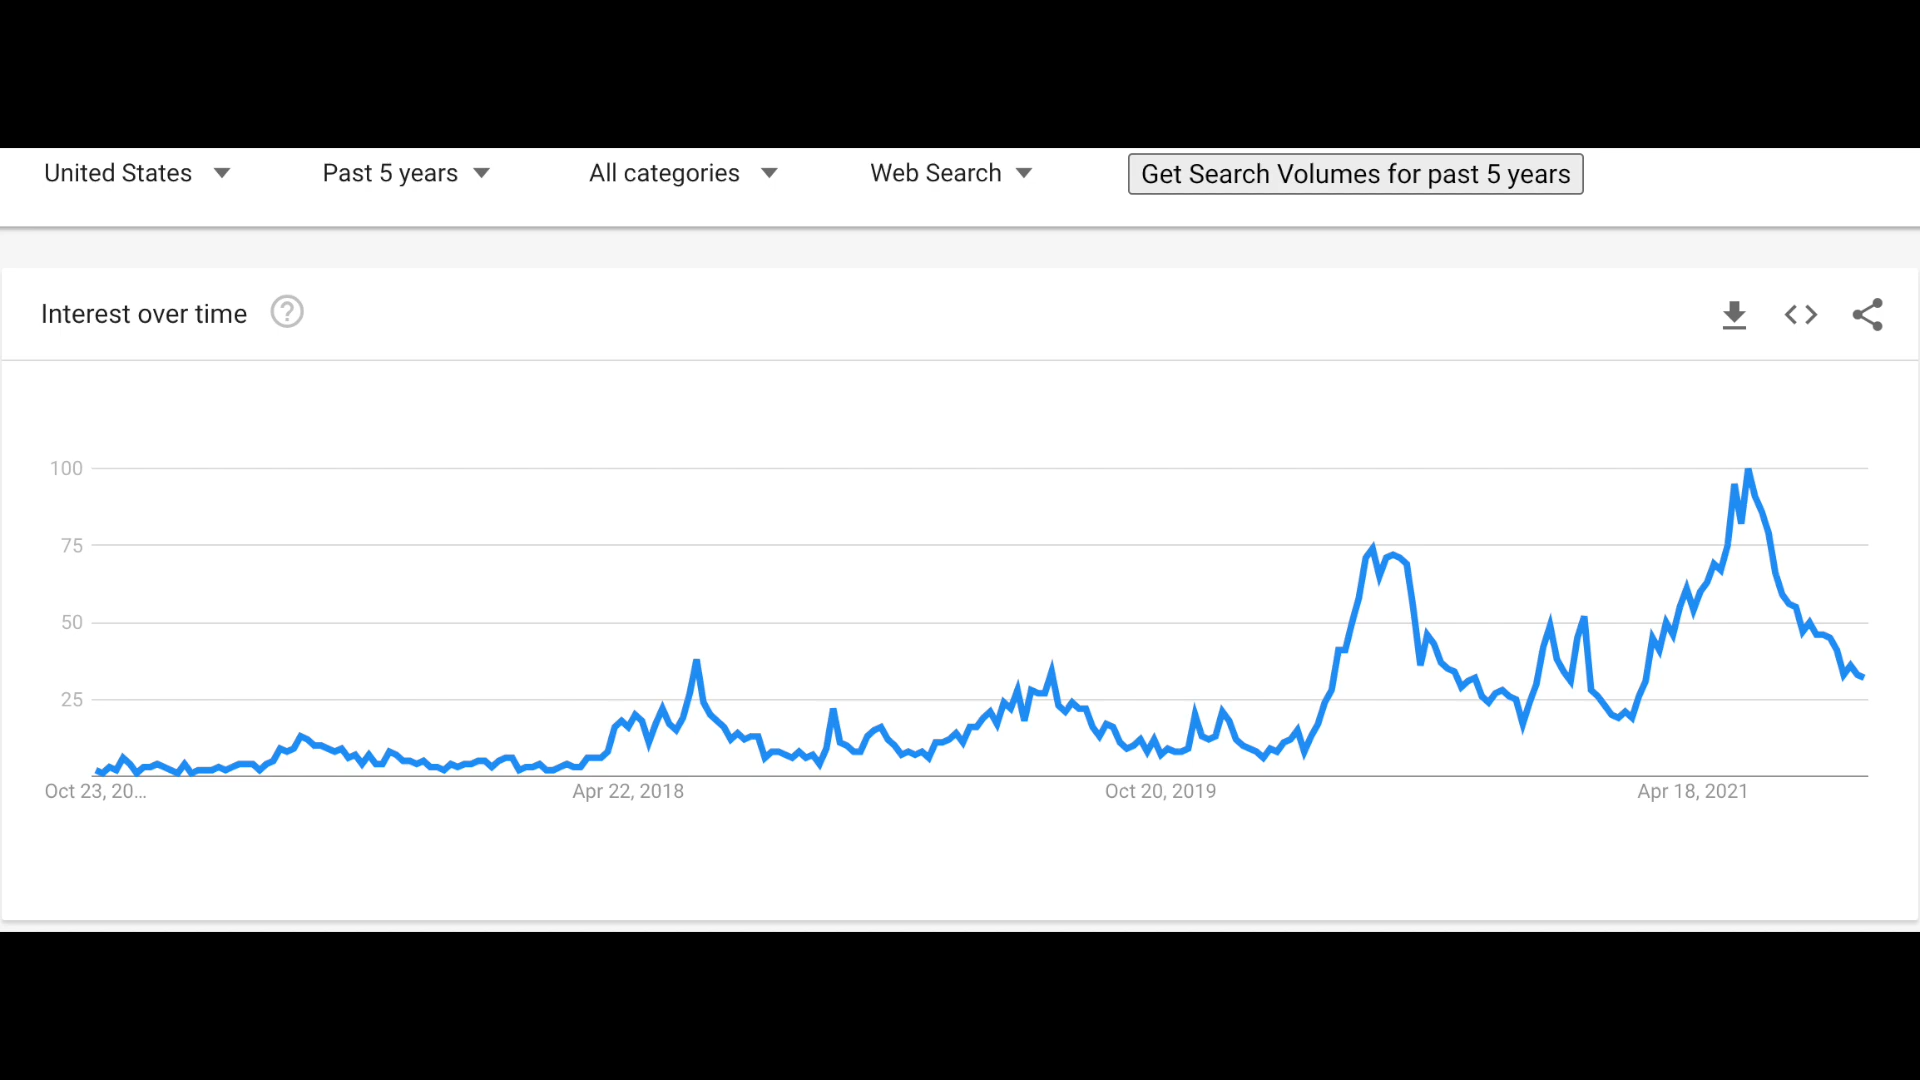 United States Past 5 years All categories Web Search Get Search Volumes for past 5 years
Interest over time ?
100
75
50
25
Oct 23, 20... Apr 22, 2018 Oct 20, 2019 Apr 18, 2021